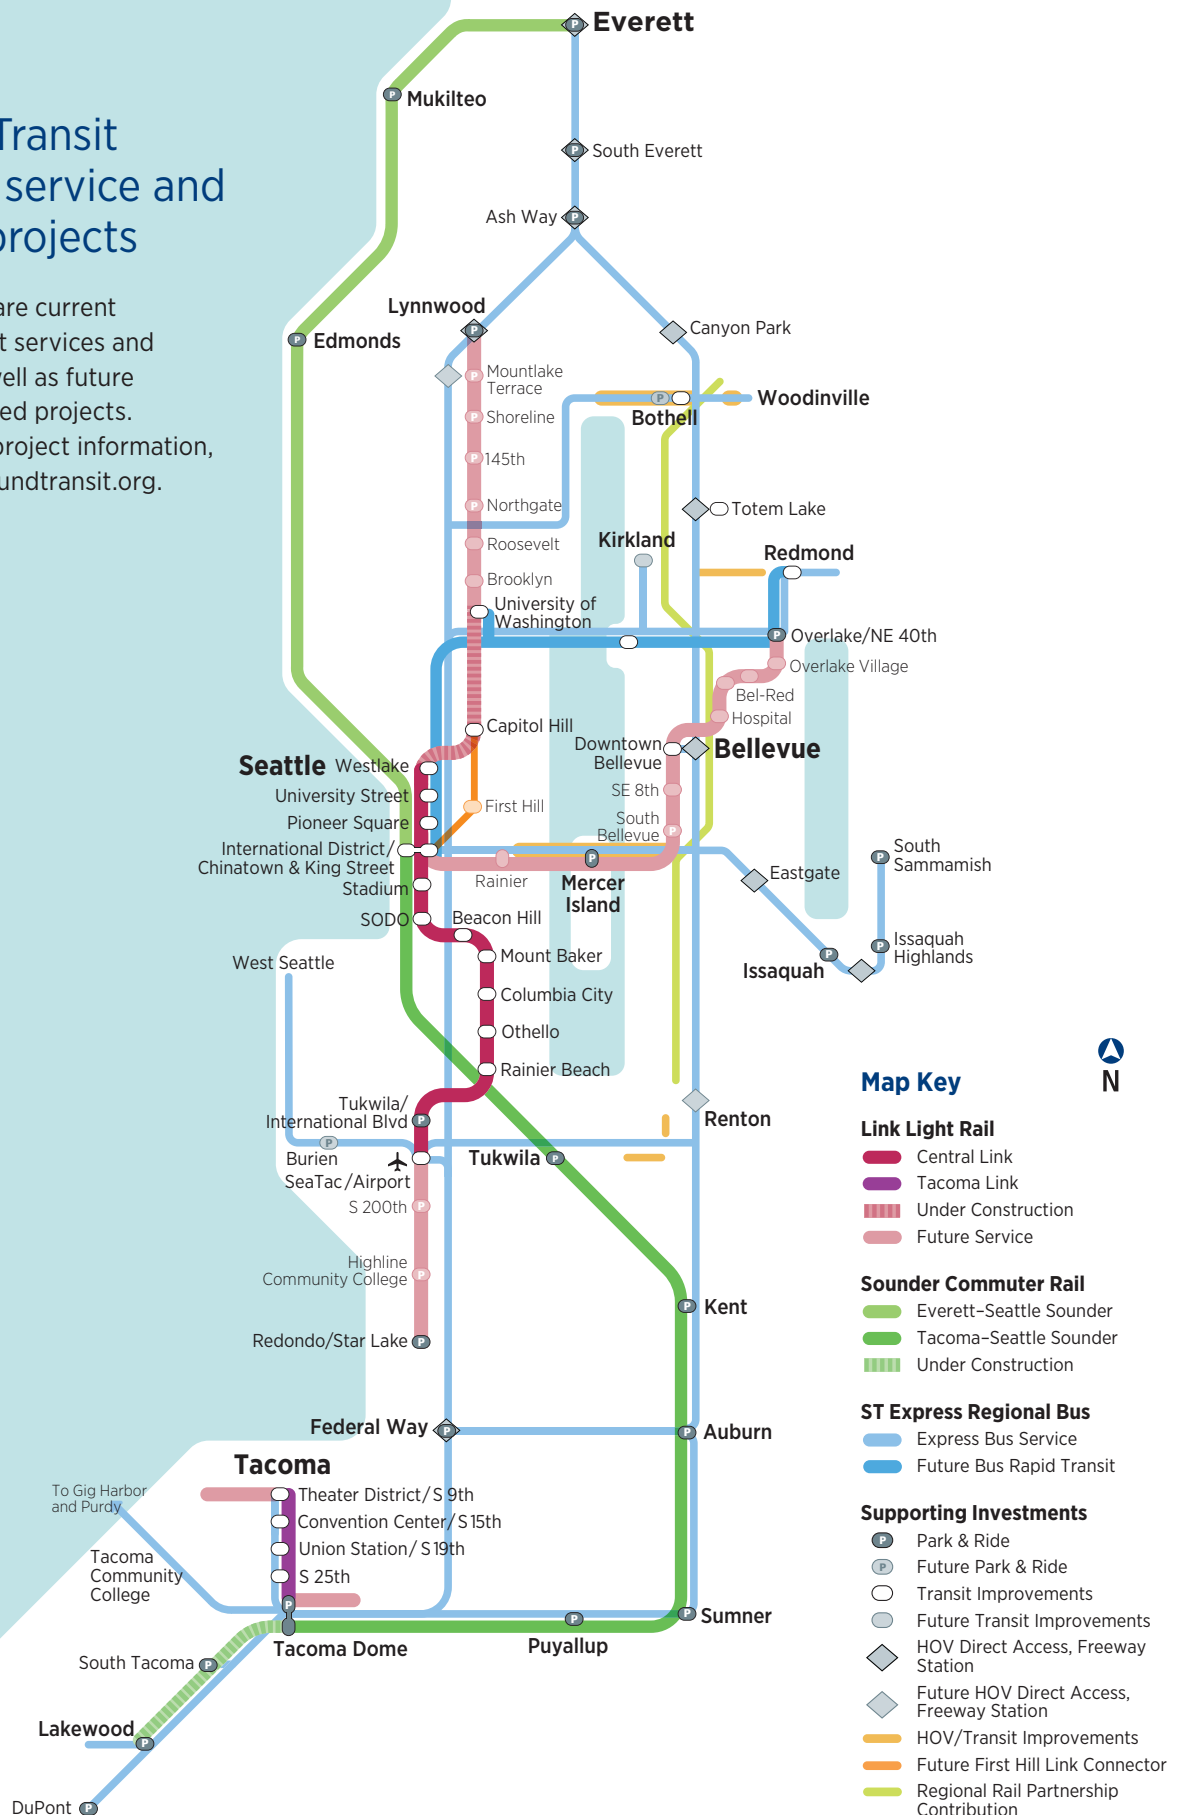 Transit
service and
projects
are current
t services and
well as future
ed projects.
project information,
undtransit.org.
Everett
Mukilteo
South Everett
Ash Way
Lynnwood
Canyon Park
Edmonds
Mountlake
Terrace
Woodinville
Bothell
Shoreline
145th
Northgate
Totem Lake
Roosevelt
Kirkland
Redmond
Brooklyn
University of
Washington
Overlake/NE 40th
Overlake Village
Bel-Red
Hospital
Capitol Hill
Downtown
Bellevue
Bellevue
Seattle
Westlake
SE 8th
University Street
First Hill
Pioneer Square
South
Bellevue
International District/
Chinatown & King Street
Rainier
Mercer
Island
Eastgate
South
Sammamish
Stadium
SODO
Beacon Hill
Issaquah
Highlands
Issaquah
Mount Baker
West Seattle
Columbia City
Othello
Rainier Beach
Tukwila/
International Blvd
Renton
Burien
Tukwila
SeaTac/Airport
S 200th
Highline
Community College
Kent
Redondo/Star Lake
Federal Way
Auburn
Tacoma
To Gig Harbor
and Purdy
Theater District/S 9th
Convention Center/S 15th
Union Station/S 19th
Tacoma
Community
College
S 25th
Sumner
Tacoma Dome
Puyallup
South Tacoma
Lakewood
DuPont
N
Map Key
Link Light Rail
Central Link
Tacoma Link
Under Construction
Future Service
Sounder Commuter Rail
Everett–Seattle Sounder
Tacoma–Seattle Sounder
Under Construction
ST Express Regional Bus
Express Bus Service
Future Bus Rapid Transit
Supporting Investments
P Park & Ride
P Future Park & Ride
Transit Improvements
Future Transit Improvements
HOV Direct Access, Freeway
Station
Future HOV Direct Access,
Freeway Station
HOV/Transit Improvements
Future First Hill Link Connector
Regional Rail Partnership
Contribution